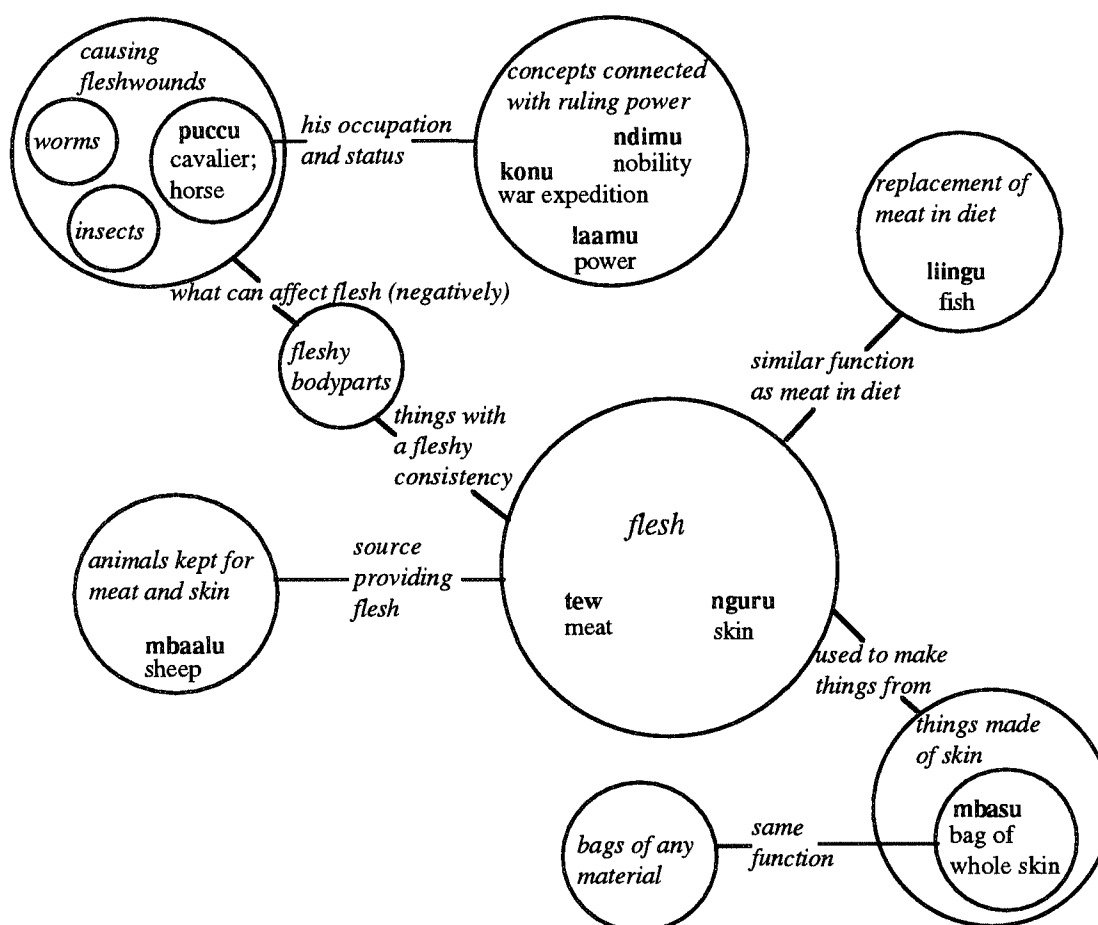 causing
fleshwounds
worms
puccu
cavalier;
horse
insects
his occupation
and status
concepts connected
with ruling power
ndimu
nobility
konu
war expedition
laamu
power
replacement of
meat in diet
liingu
fish
what can affect flesh (negatively)
fleshy
bodyparts
similar function
as meat in diet
things with
a fleshy
consistency
flesh
tew
meat
nguru
skin
animals kept for
meat and skin
mbaalu
sheep
source
providing
flesh
used to make
things from
things made
of skin
mbasu
bag of
whole skin
same
function
bags of any
material